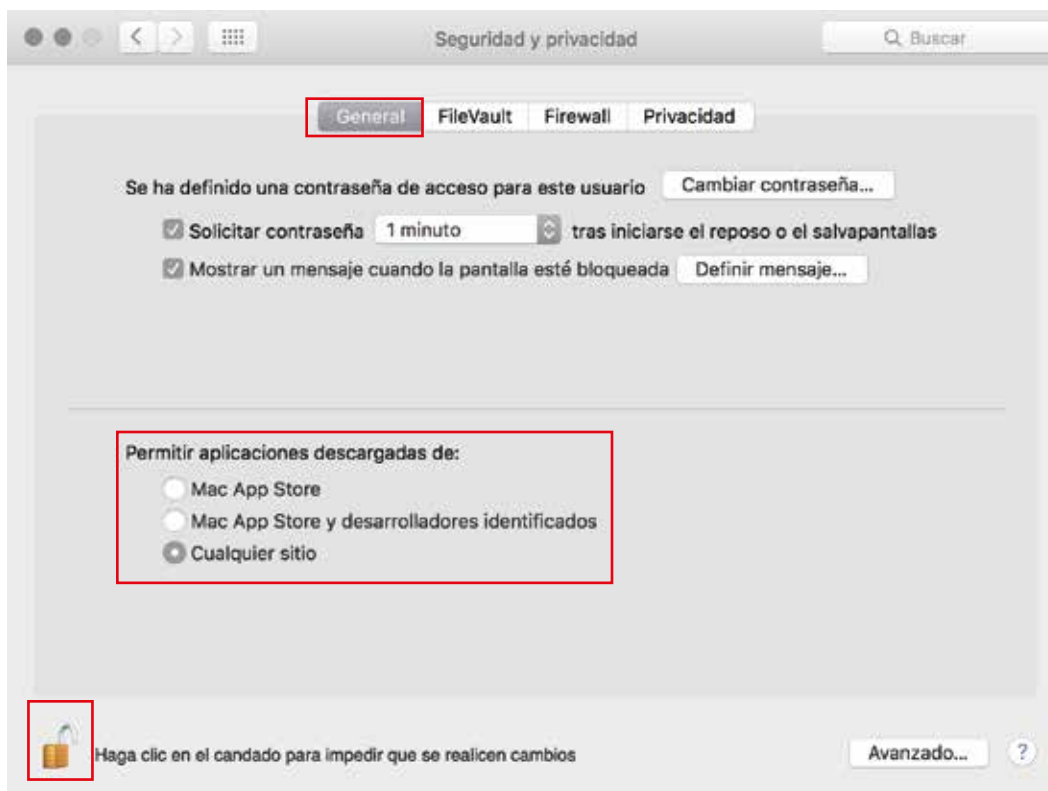 Seguridad y privacidad
Buscar
General FileVault Firewall Privacidad
Se ha definido una contraseña de acceso para este usuario Cambiar contraseña...
Solicitar contraseña 1 minuto tras iniciarse el reposo o el salvapantallas
Mostrar un mensaje cuando la pantalla esté bloqueada Definir mensaje...
Permitir aplicaciones descargadas de:
Mac App Store
Mac App Store y desarrolladores identificados
Cualquier sitio
Haga clic en el candado para impedir que se realicen cambios
Avanzado... ?